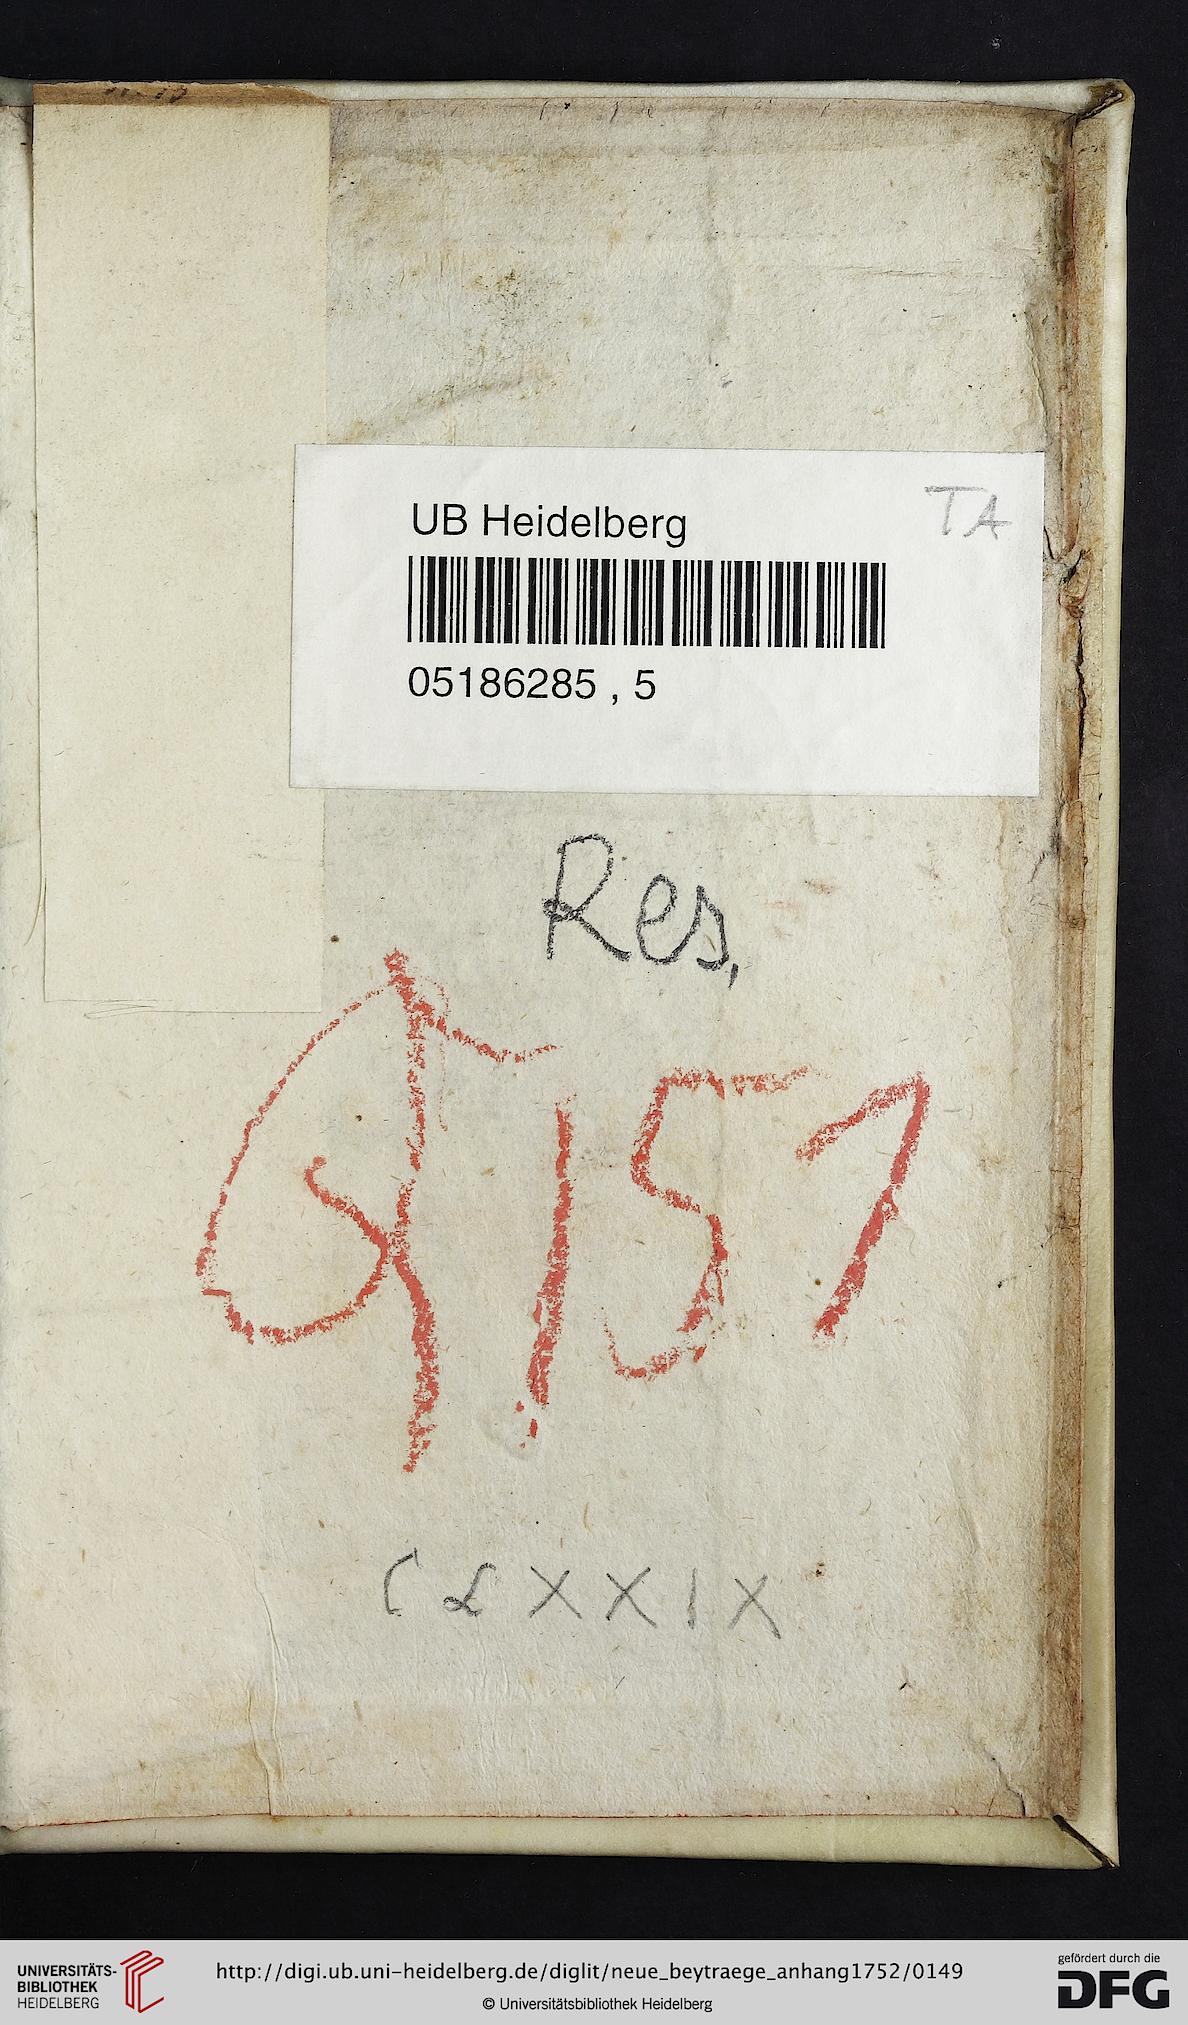 TA
UB Heidelberg
05186285 , 5
Res,
157
CLXXIX
UNIVERSITÄTS-
BIBLIOTHEK
HEIDELBERG
http://digi.ub.uni-heidelberg.de/diglit/neue_beytraege_anhang1752/0149
© Universitätsbibliothek Heidelberg
gefördert durch die
DFG